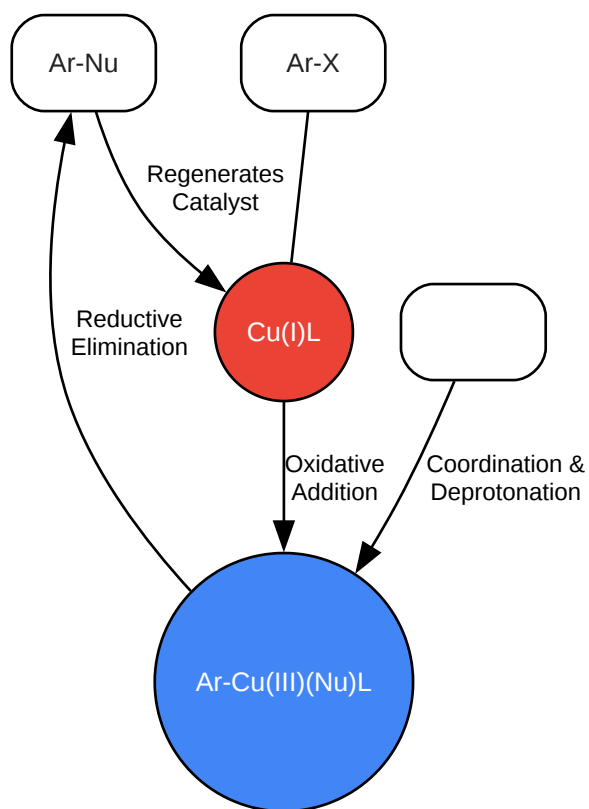 Ar-Nu
Ar-X
Regenerates
Catalyst
Cu(I)L
Reductive
Elimination
Oxidative
Addition
Coordination &
Deprotonation
Ar-Cu(III)(Nu)L